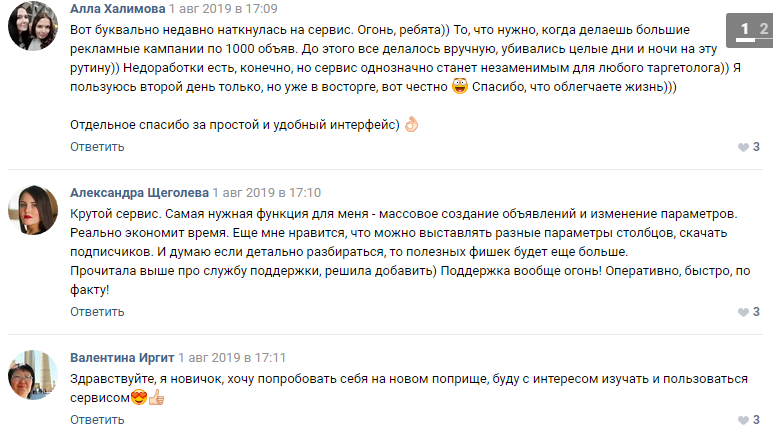 Алла Халимова 1 авг 2019 в 17:09
1 2
Вот буквально недавно наткнулась на сервис. Огонь, ребята)) То, что нужно, когда делаешь большие
рекламные кампании по 1000 объяв. До этого все делалось вручную, убивались целые дни и ночи на эту
рутину)) Недоработки есть, конечно, но сервис однозначно станет незаменимым для любого таргетолога)) Я
пользуюсь второй день только, но уже в восторге, вот честно 😀 Спасибо, что облегчаете жизнь)))
Отдельное спасибо за простой и удобный интерфейс) 👌🏻
Ответить 3
Александра Щеголева 1 авг 2019 в 17:10
Крутой сервис. Самая нужная функция для меня - массовое создание объявлений и изменение параметров.
Реально экономит время. Еще мне нравится, что можно выставлять разные параметры столбцов, скачать
подписчиков. И думаю если детально разбираться, то полезных фишек будет еще больше.
Прочитала выше про службу поддержки, решила добавить) Поддержка вообще огонь! Оперативно, быстро, по
факту!
Ответить 3
Валентина Иргит 1 авг 2019 в 17:11
Здравствуйте, я новичок, хочу попробовать себя на новом поприще, буду с интересом изучать и пользоваться
сервисом😍👍🏻
Ответить 3